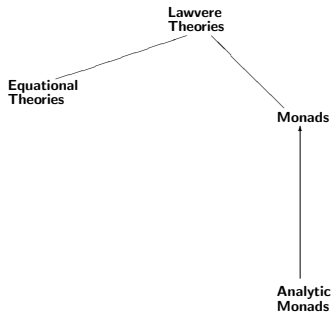 Lawvere
Theories
Equational
Theories
Monads
Analytic
Monads